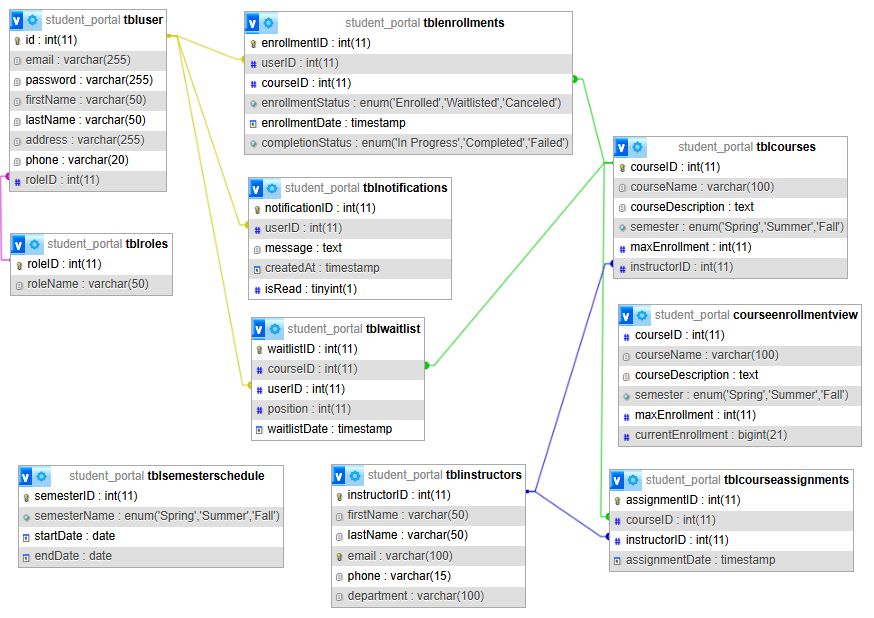 v student_portal tbluser
id : int(11)
email : varchar(255)
password : varchar(255)
firstName : varchar(50)
lastName : varchar(50)
address : varchar(255)
phone : varchar(20)
# roleID : int(11)
v student_portal tblroles
roleID : int(11)
roleName : varchar(50)
v student_portal tblenrollments
enrollmentID : int(11)
# userID : int(11)
# courseID : int(11)
enrollmentStatus : enum('Enrolled','Waitlisted','Canceled')
enrollmentDate : timestamp
completionStatus : enum('In Progress','Completed','Failed')
v student_portal tblnotifications
notificationID : int(11)
# userID : int(11)
message : text
createdAt : timestamp
# isRead : tinyint(1)
v student_portal tblwaitlist
waitlistID : int(11)
# courseID : int(11)
# userID : int(11)
# position : int(11)
waitlistDate : timestamp
v student_portal tblcourses
courseID : int(11)
courseName : varchar(100)
courseDescription : text
semester : enum('Spring','Summer','Fall')
# maxEnrollment : int(11)
# instructorID : int(11)
v student_portal courseenrollmentview
# courseID : int(11)
courseName : varchar(100)
courseDescription : text
semester : enum('Spring','Summer','Fall')
# maxEnrollment : int(11)
# currentEnrollment : bigint(21)
v student_portal tblsemesterschedule
semesterID : int(11)
semesterName : enum('Spring','Summer','Fall')
startDate : date
endDate : date
v student_portal tblinstructors
instructorID : int(11)
firstName : varchar(50)
lastName : varchar(50)
email : varchar(100)
phone : varchar(15)
department : varchar(100)
v student_portal tblcourseassignments
assignmentID : int(11)
# courseID : int(11)
# instructorID : int(11)
assignmentDate : timestamp